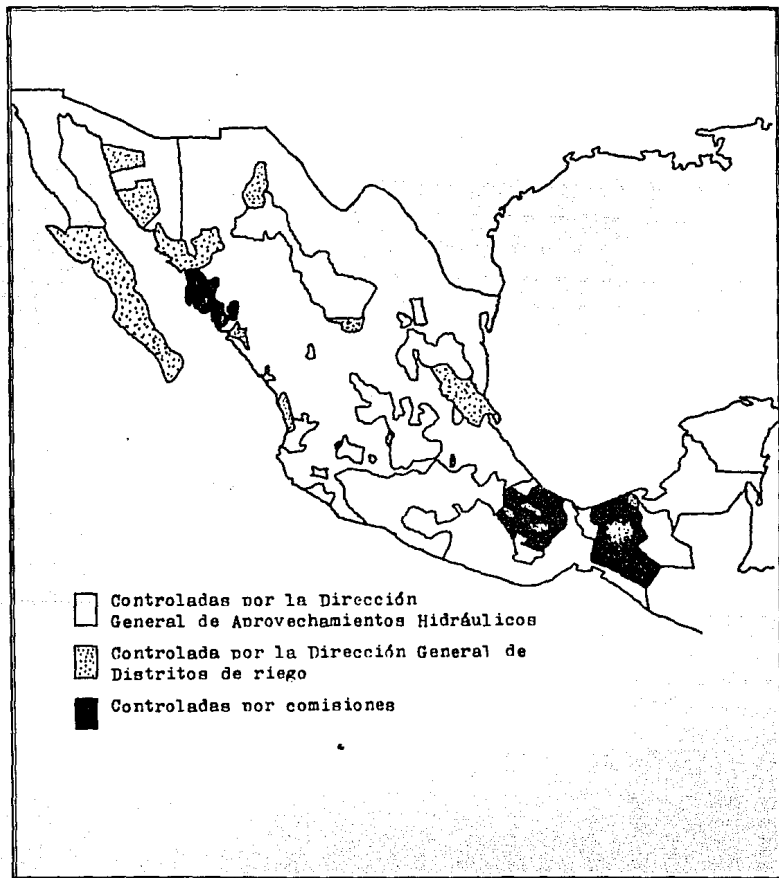 Controladas por la Dirección
General de Aprovechamientos Hidráulicos
Controlada por la Dirección General de
Distritos de riego
Controladas por comisiones